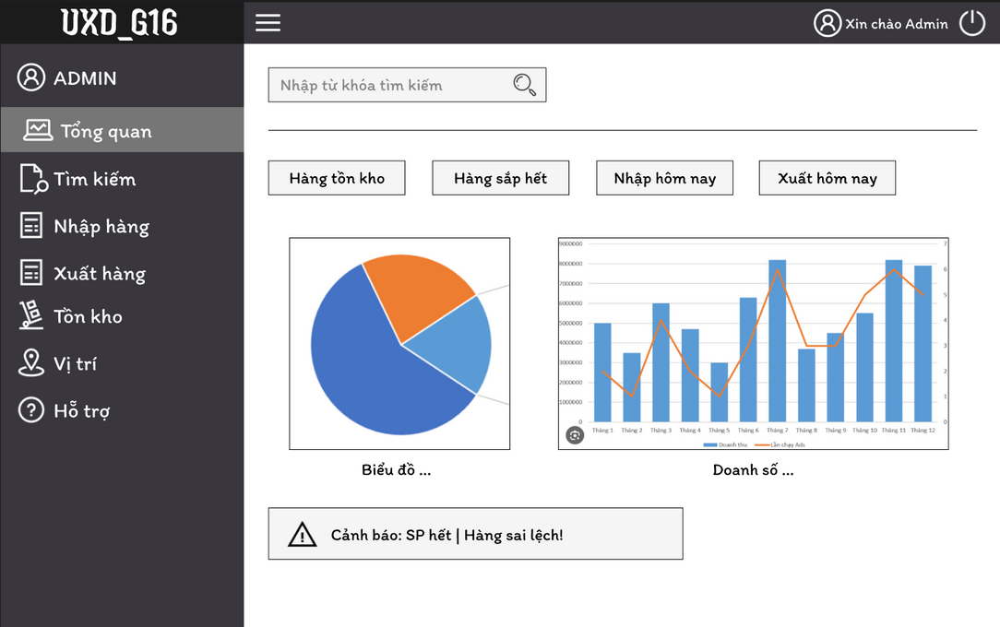 UXD_G16
Xin chào Admin
ADMIN
Tổng quan
Tìm kiếm
Nhập hàng
Xuất hàng
Tồn kho
Vị trí
Hỗ trợ
Nhập từ khóa tìm kiếm
Hàng tồn kho
Hàng sắp hết
Nhập hôm nay
Xuất hôm nay
9000000
8000000
7000000
6000000
5000000
4000000
3000000
2000000
1000000
0
7
6
5
4
3
2
1
0
Tháng 1 Tháng 2 Tháng 3 Tháng 4 Tháng 5 Tháng 6 Tháng 7 Tháng 8 Tháng 9 Tháng 10 Tháng 11 Tháng 12
Doanh thu Lần chạy Ads
Biểu đồ ...
Doanh số ...
Cảnh báo: SP hết | Hàng sai lệch!